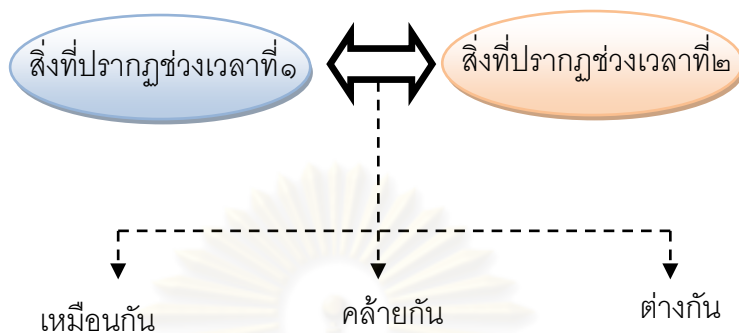 สิ่งที่ปรากฏช่วงเวลาที่๑
สิ่งที่ปรากฏช่วงเวลาที่๒
เหมือนกัน
คล้ายกัน
ต่างกัน